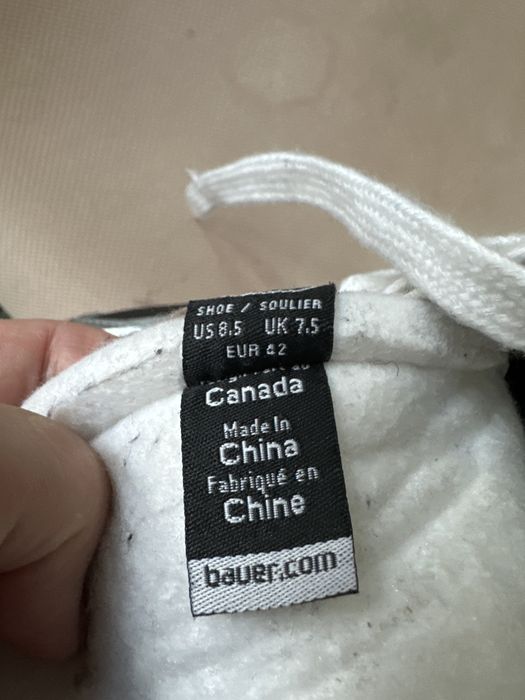 SHOE / SOULIER
US 8.5 UK 7.5
EUR 42
Canada
Made In
China
Fabriqué en
Chine
bauer.com